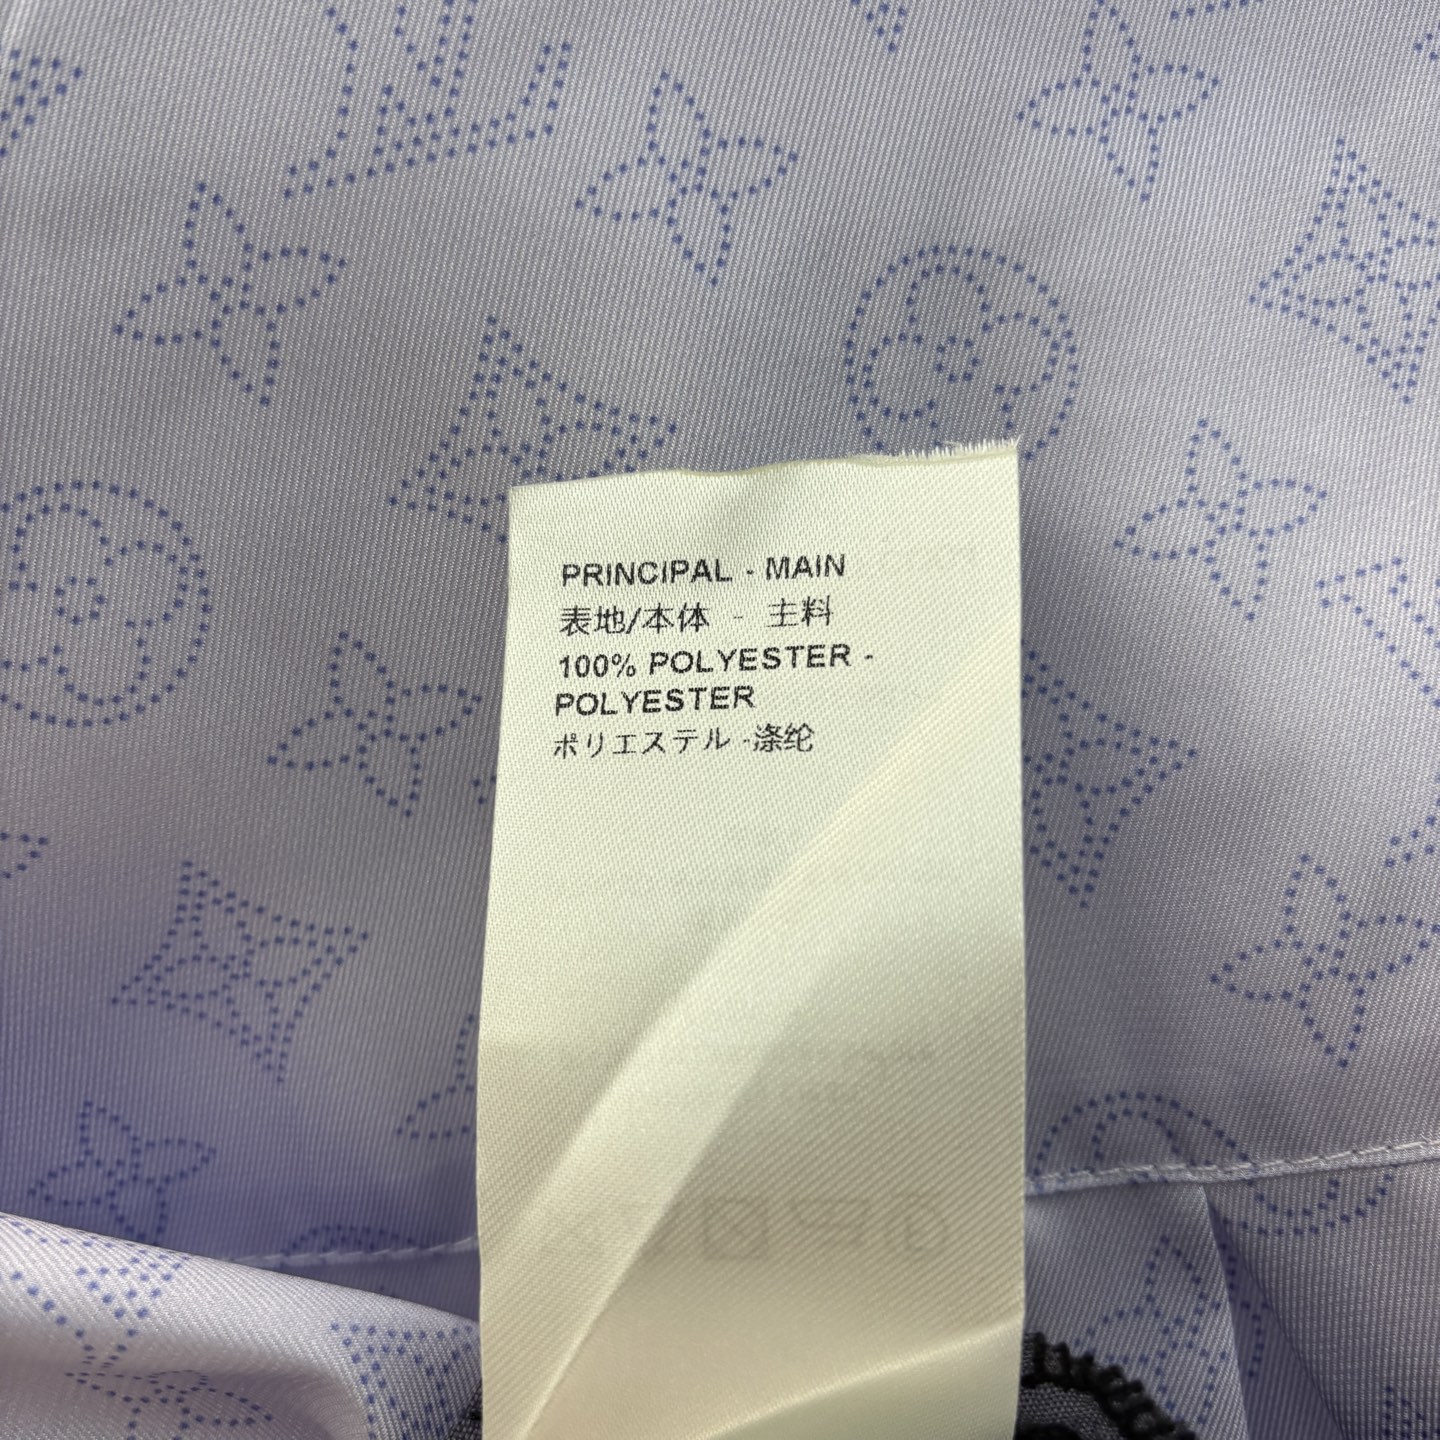 PRINCIPAL - MAIN
表地/本体 - 主料
100% POLYESTER -
POLYESTER
ポリエステル -涤纶